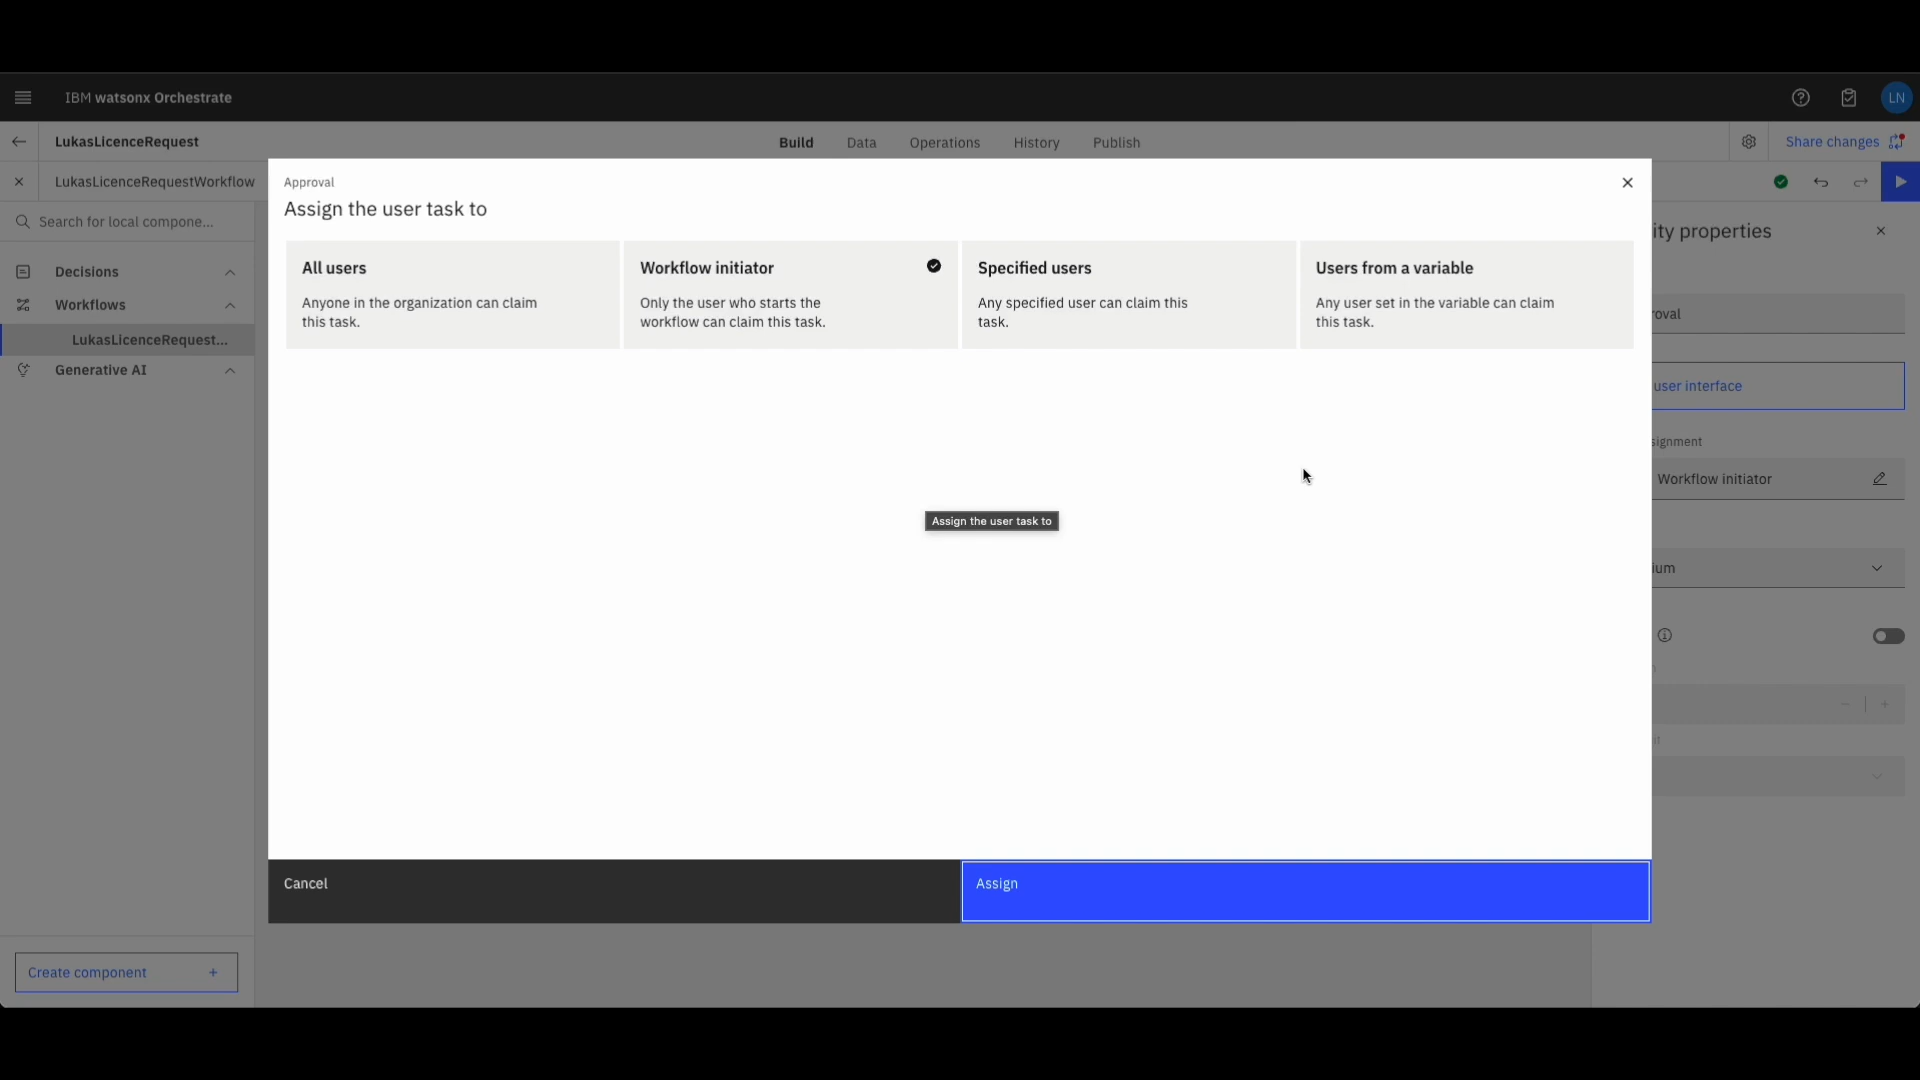 IBM watsonx Orchestrate
LN
LukasLicenceRequest
Build
Data
Operations
History
Publish
Share changes
LukasLicenceRequestWorkflow
Search for local compone...
Decisions
Workflows
LukasLicenceRequest...
Generative AI
Create component +
Approval
Assign the user task to
All users
Anyone in the organization can claim
this task.
Workflow initiator
Only the user who starts the
workflow can claim this task.
Specified users
Any specified user can claim this
task.
Users from a variable
Any user set in the variable can claim
this task.
Assign the user task to
Cancel
Assign
ity properties
roval
user interface
signment
Workflow initiator
ium